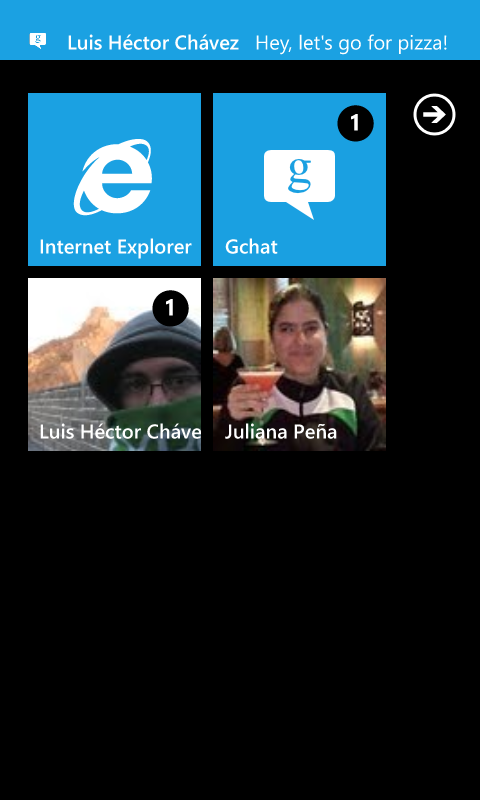 g Luis Héctor Chávez Hey, let's go for pizza!
1
g
Internet Explorer
Gchat
1
Luis Héctor Cháve
Juliana Peña